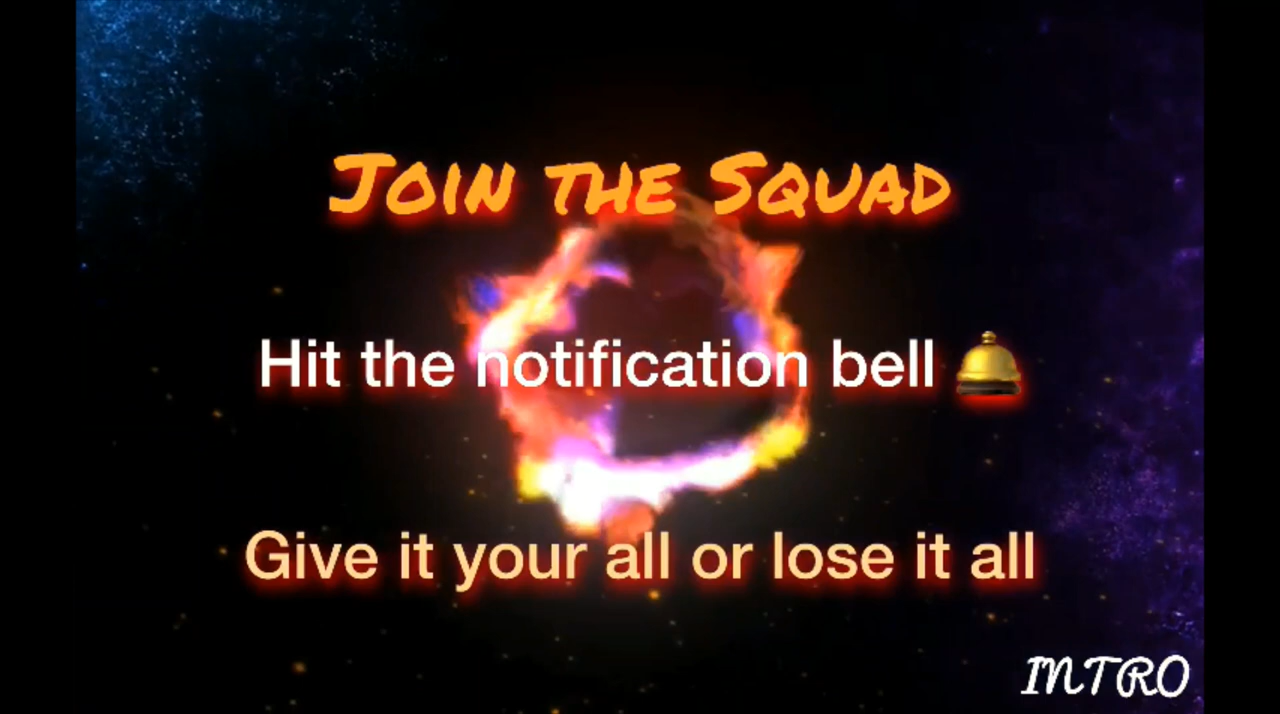 Join the Squad
Hit the notification bell 🛎️
Give it your all or lose it all
INTRO